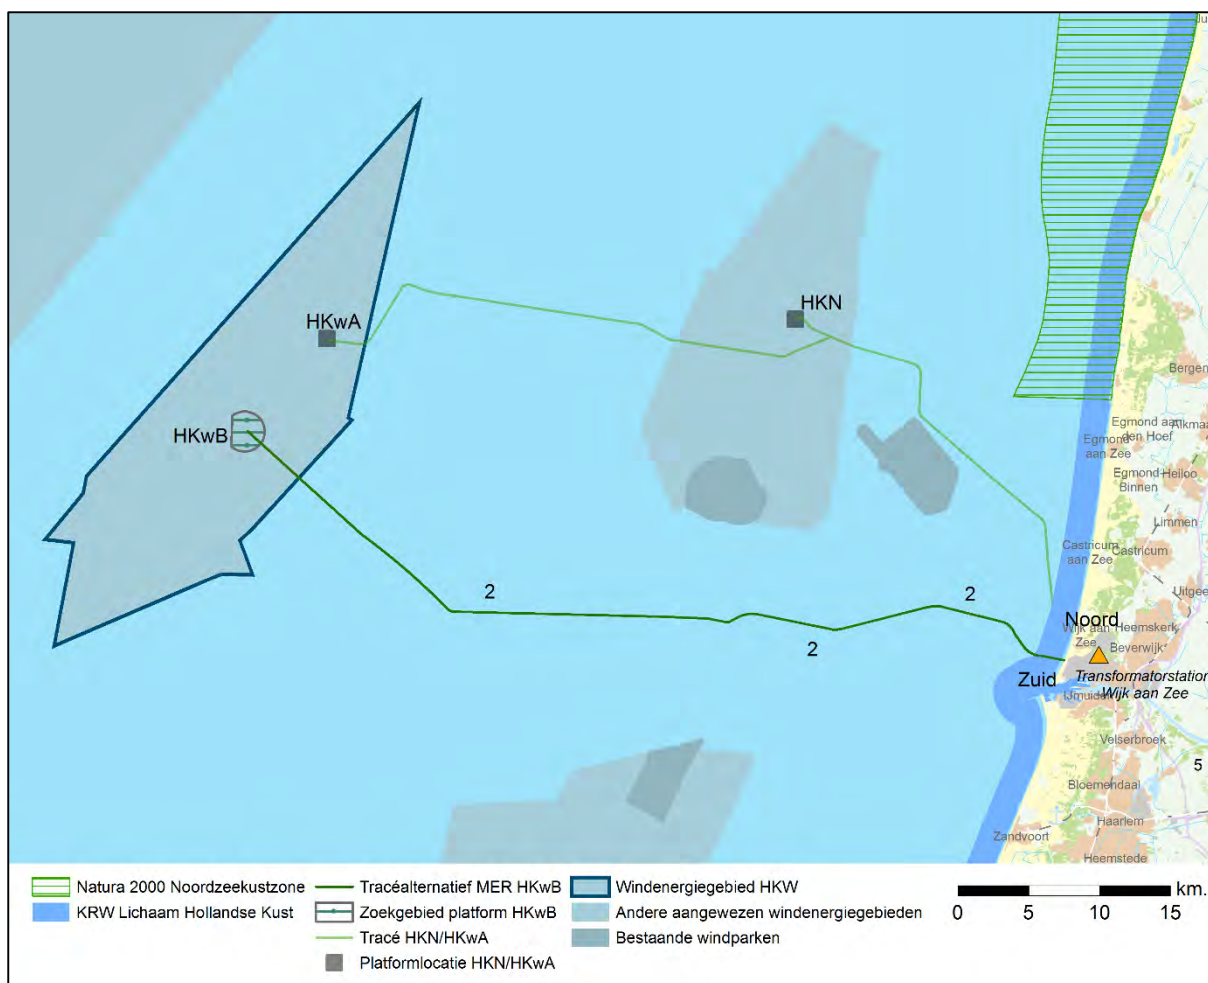 Ju
HKN
HKwA
Bergen
Egmond aan
den Hoef
Alkmaa
Egmond
aan Zee
HKwB
Egmond-
Binnen
Heiloo
Limmen
Castricum
aan Zee
Castricum
Uitgee
2
2
Noord
Wijk aan
Zee
Heemskerk
2
Beverwijk
Zuid
Transformatorstation
Wijk aan Zee
IJmuiden
Velserbroek
5
Bloemendaal
Haarlem
Zandvoort
Heemstede
Natura 2000 Noordzeekustzone
KRW Lichaam Hollandse Kust
Tracéalternatief MER HKwB
Zoekgebied platform HKwB
Tracé HKN/HKwA
Platformlocatie HKN/HKwA
Windenergiegebied HKW
Andere aangewezen windenergiegebieden
Bestaande windparken
km.
0 5 10 15